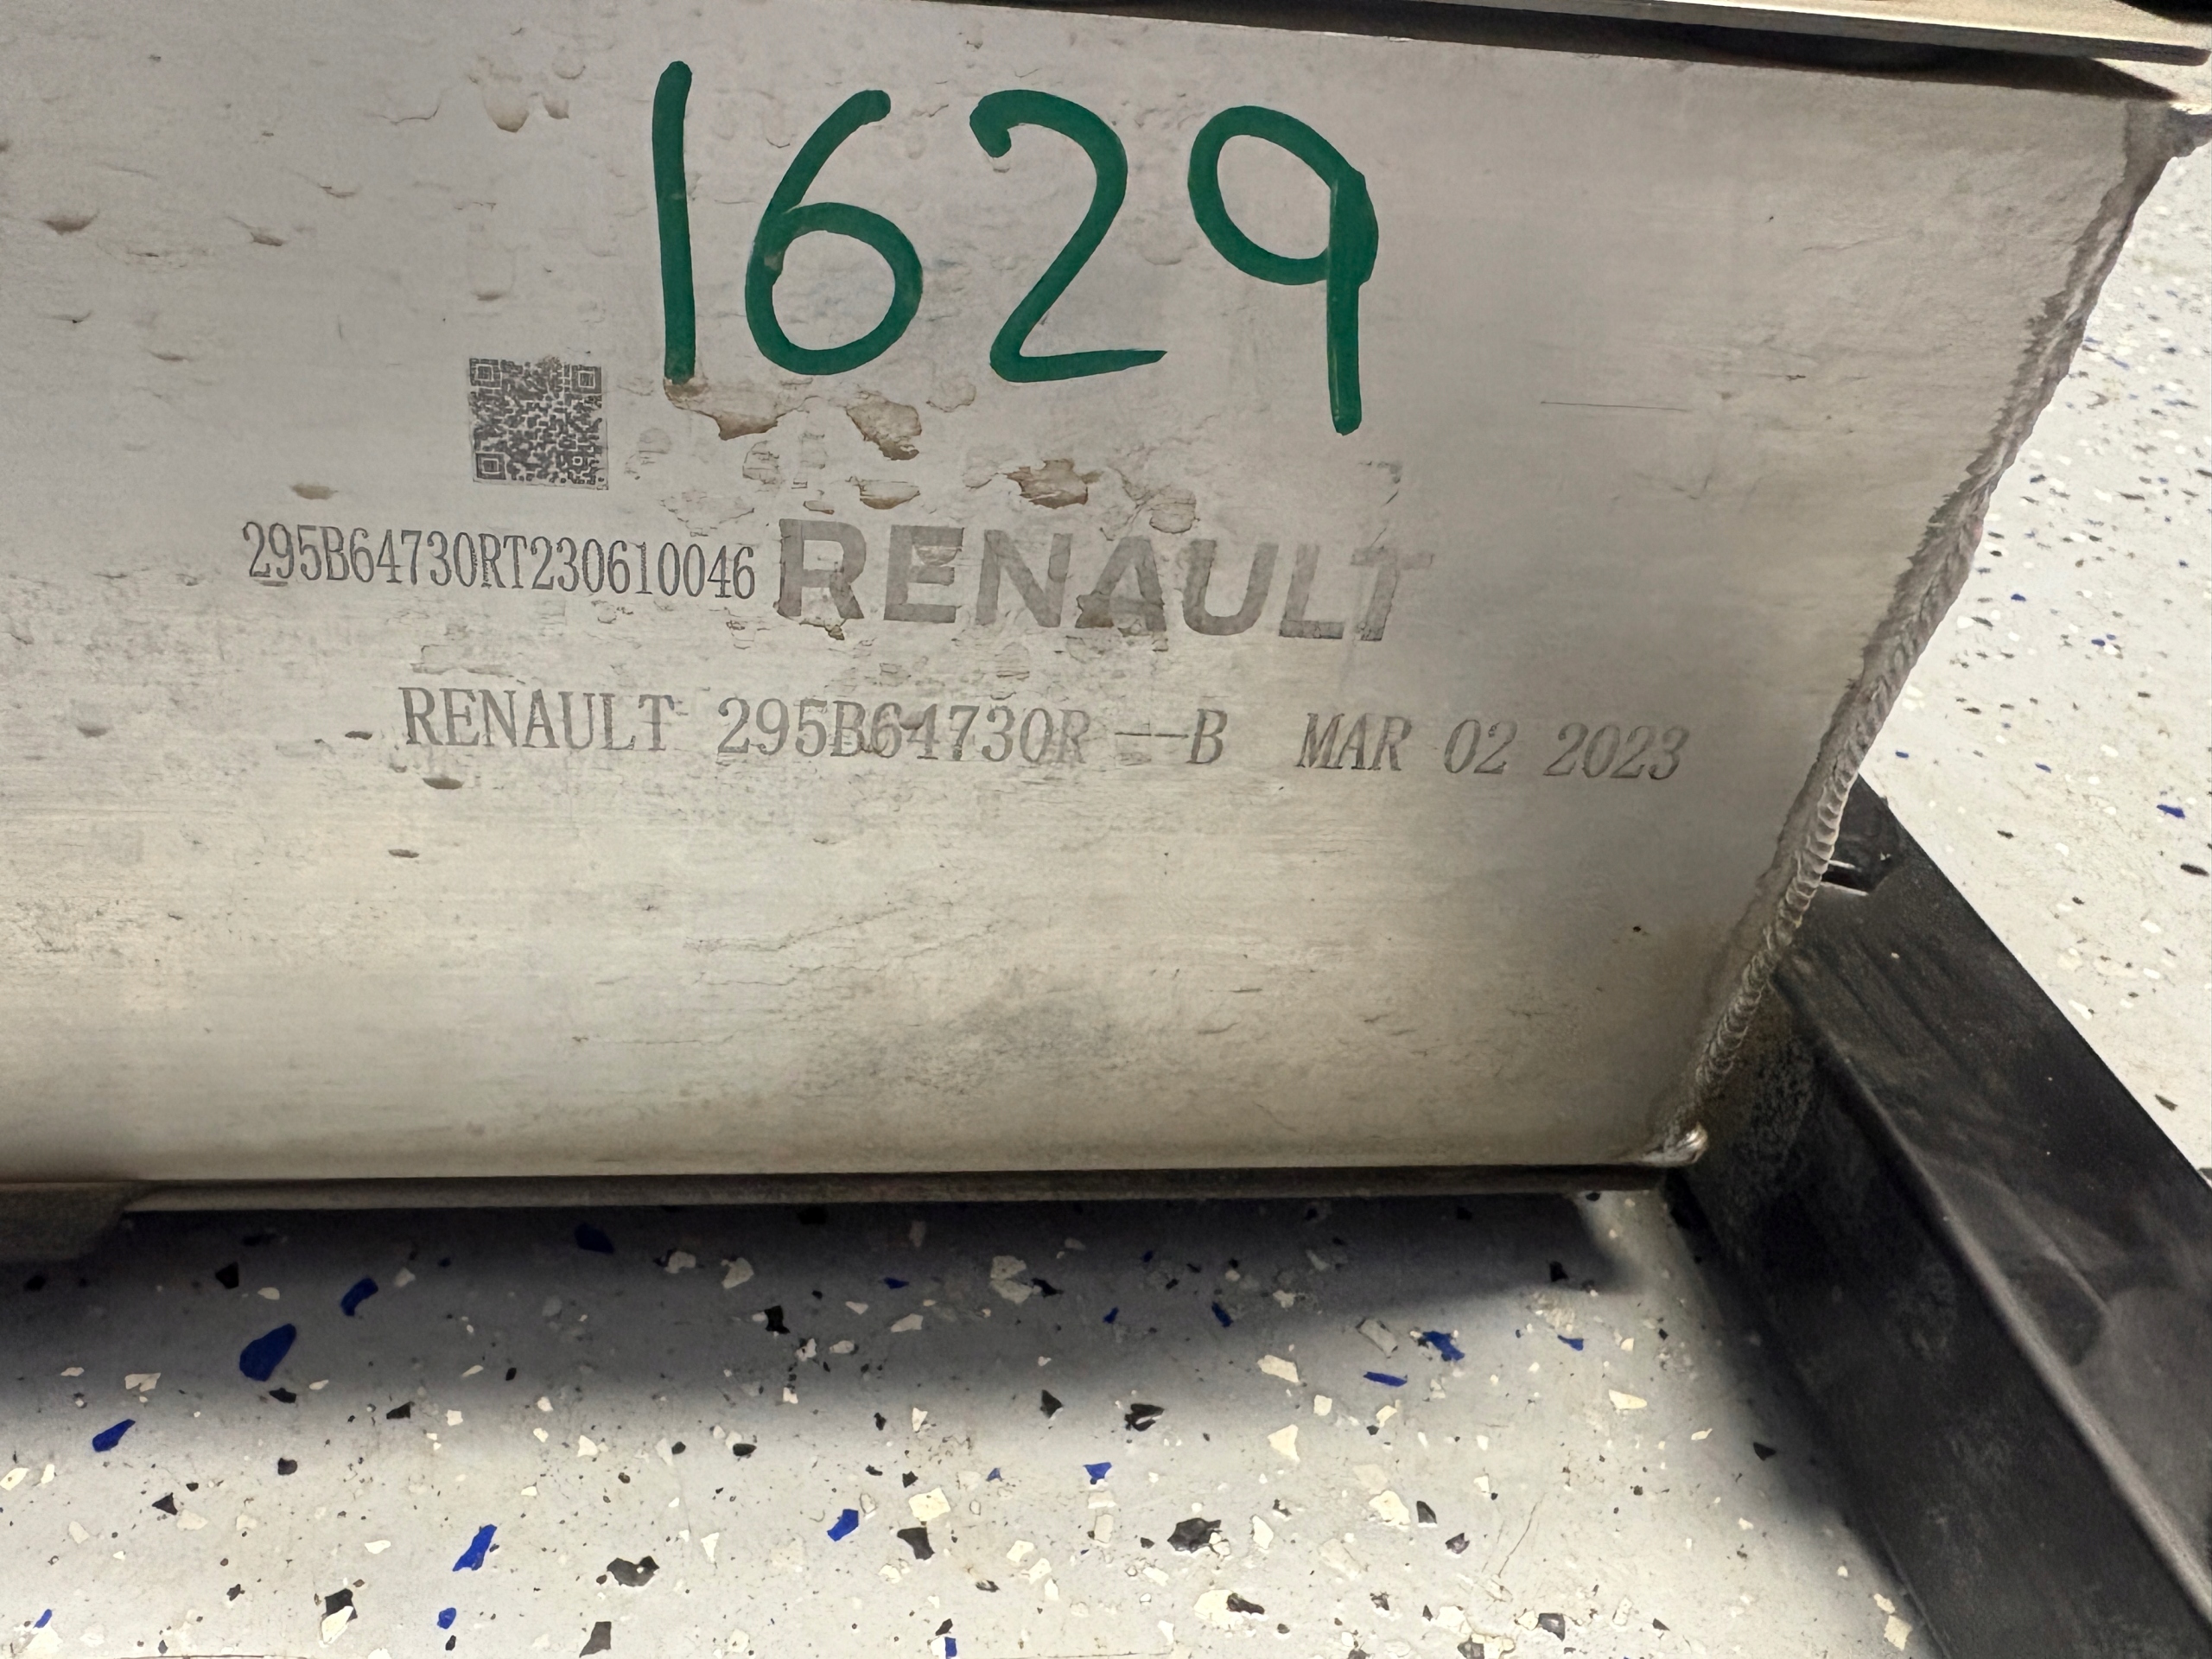 1629
295B64730RT230610046 RENAULT
RENAULT 295B64730R --B MAR 02 2023